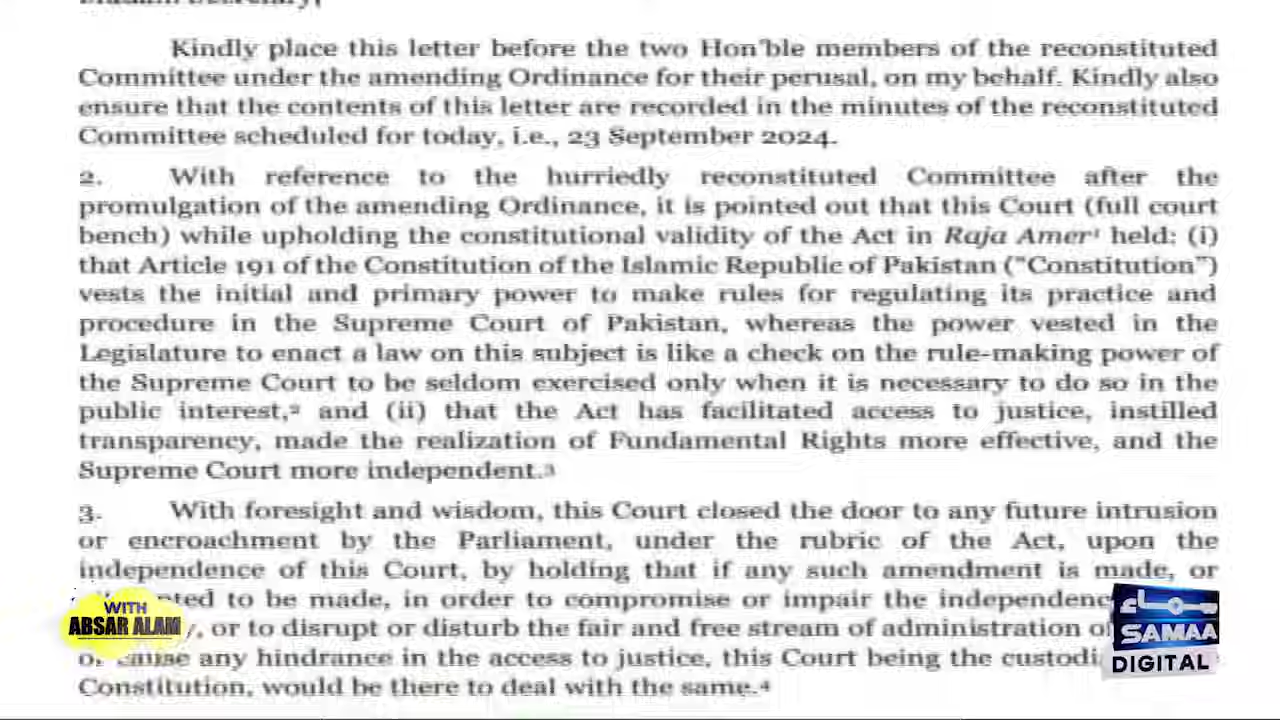 Kindly place this letter before the two Hon'ble members of the reconstituted
Committee under the amending Ordinance for their perusal, on my behalf. Kindly also
ensure that the contents of this letter are recorded in the minutes of the reconstituted
Committee scheduled for today, i.e., 23 September 2024.
2. With reference to the hurriedly reconstituted Committee after the
promulgation of the amending Ordinance, it is pointed out that this Court (full court
bench) while upholding the constitutional validity of the Act in Raja Amer¹ held: (i)
that Article 191 of the Constitution of the Islamic Republic of Pakistan ("Constitution")
vests the initial and primary power to make rules for regulating its practice and
procedure in the Supreme Court of Pakistan, whereas the power vested in the
Legislature to enact a law on this subject is like a check on the rule-making power of
the Supreme Court to be seldom exercised only when it is necessary to do so in the
public interest,² and (ii) that the Act has facilitated access to justice, instilled
transparency, made the realization of Fundamental Rights more effective, and the
Supreme Court more independent.³
3. With foresight and wisdom, this Court closed the door to any future intrusion
or encroachment by the Parliament, under the rubric of the Act, upon the
independence of this Court, by holding that if any such amendment is made, or
to be made, in order to compromise or impair the
or to disrupt or disturb the fair and free stream of administration
or cause any hindrance in the access to justice, this Court being the
Constitution, would be there to deal with the same.⁴
WITH
ABSAR ALAM
سماء
SAMAA
DIGITAL